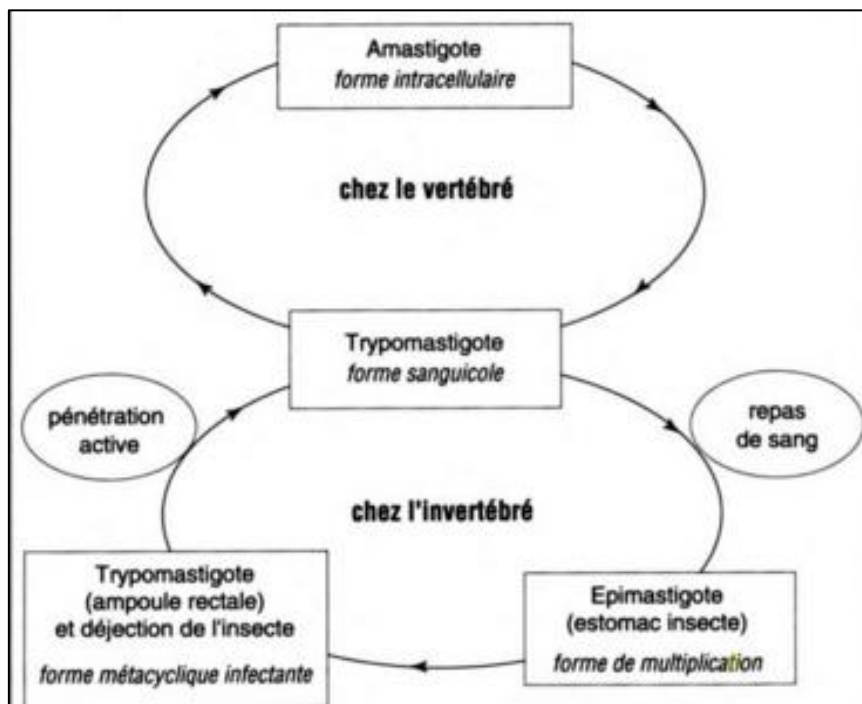 Amastigote
forme intracellulaire
chez le vertébré
Trypomastigote
forme sanguicole
pénétration
active
repas
de sang
chez l'invertébré
Trypomastigote
(ampoule rectale)
et déjection de l'insecte
forme métacyclique infectante
Epimastigote
(estomac insecte)
forme de multiplication